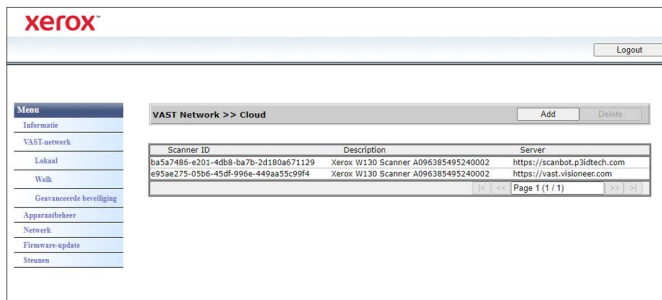 xerox™
Logout
Menu
Informatie
VAST-netwerk
Lokaal
Wolk
Geavanceerde beveiliging
Apparaatbeheer
Netwerk
Firmware-update
Steunen
VAST Network >> Cloud
Add
Delete
Scanner ID Description Server
ba5a7486-e201-4db8-ba7b-2d180a671129 Xerox W130 Scanner A096385495240002 https://scanbot.p3idtech.com
e95ae275-05b6-45df-996e-449aa55c99f4 Xerox W130 Scanner A096385495240002 https://vast.visioneer.com
|< << Page 1 (1 / 1) >> >|